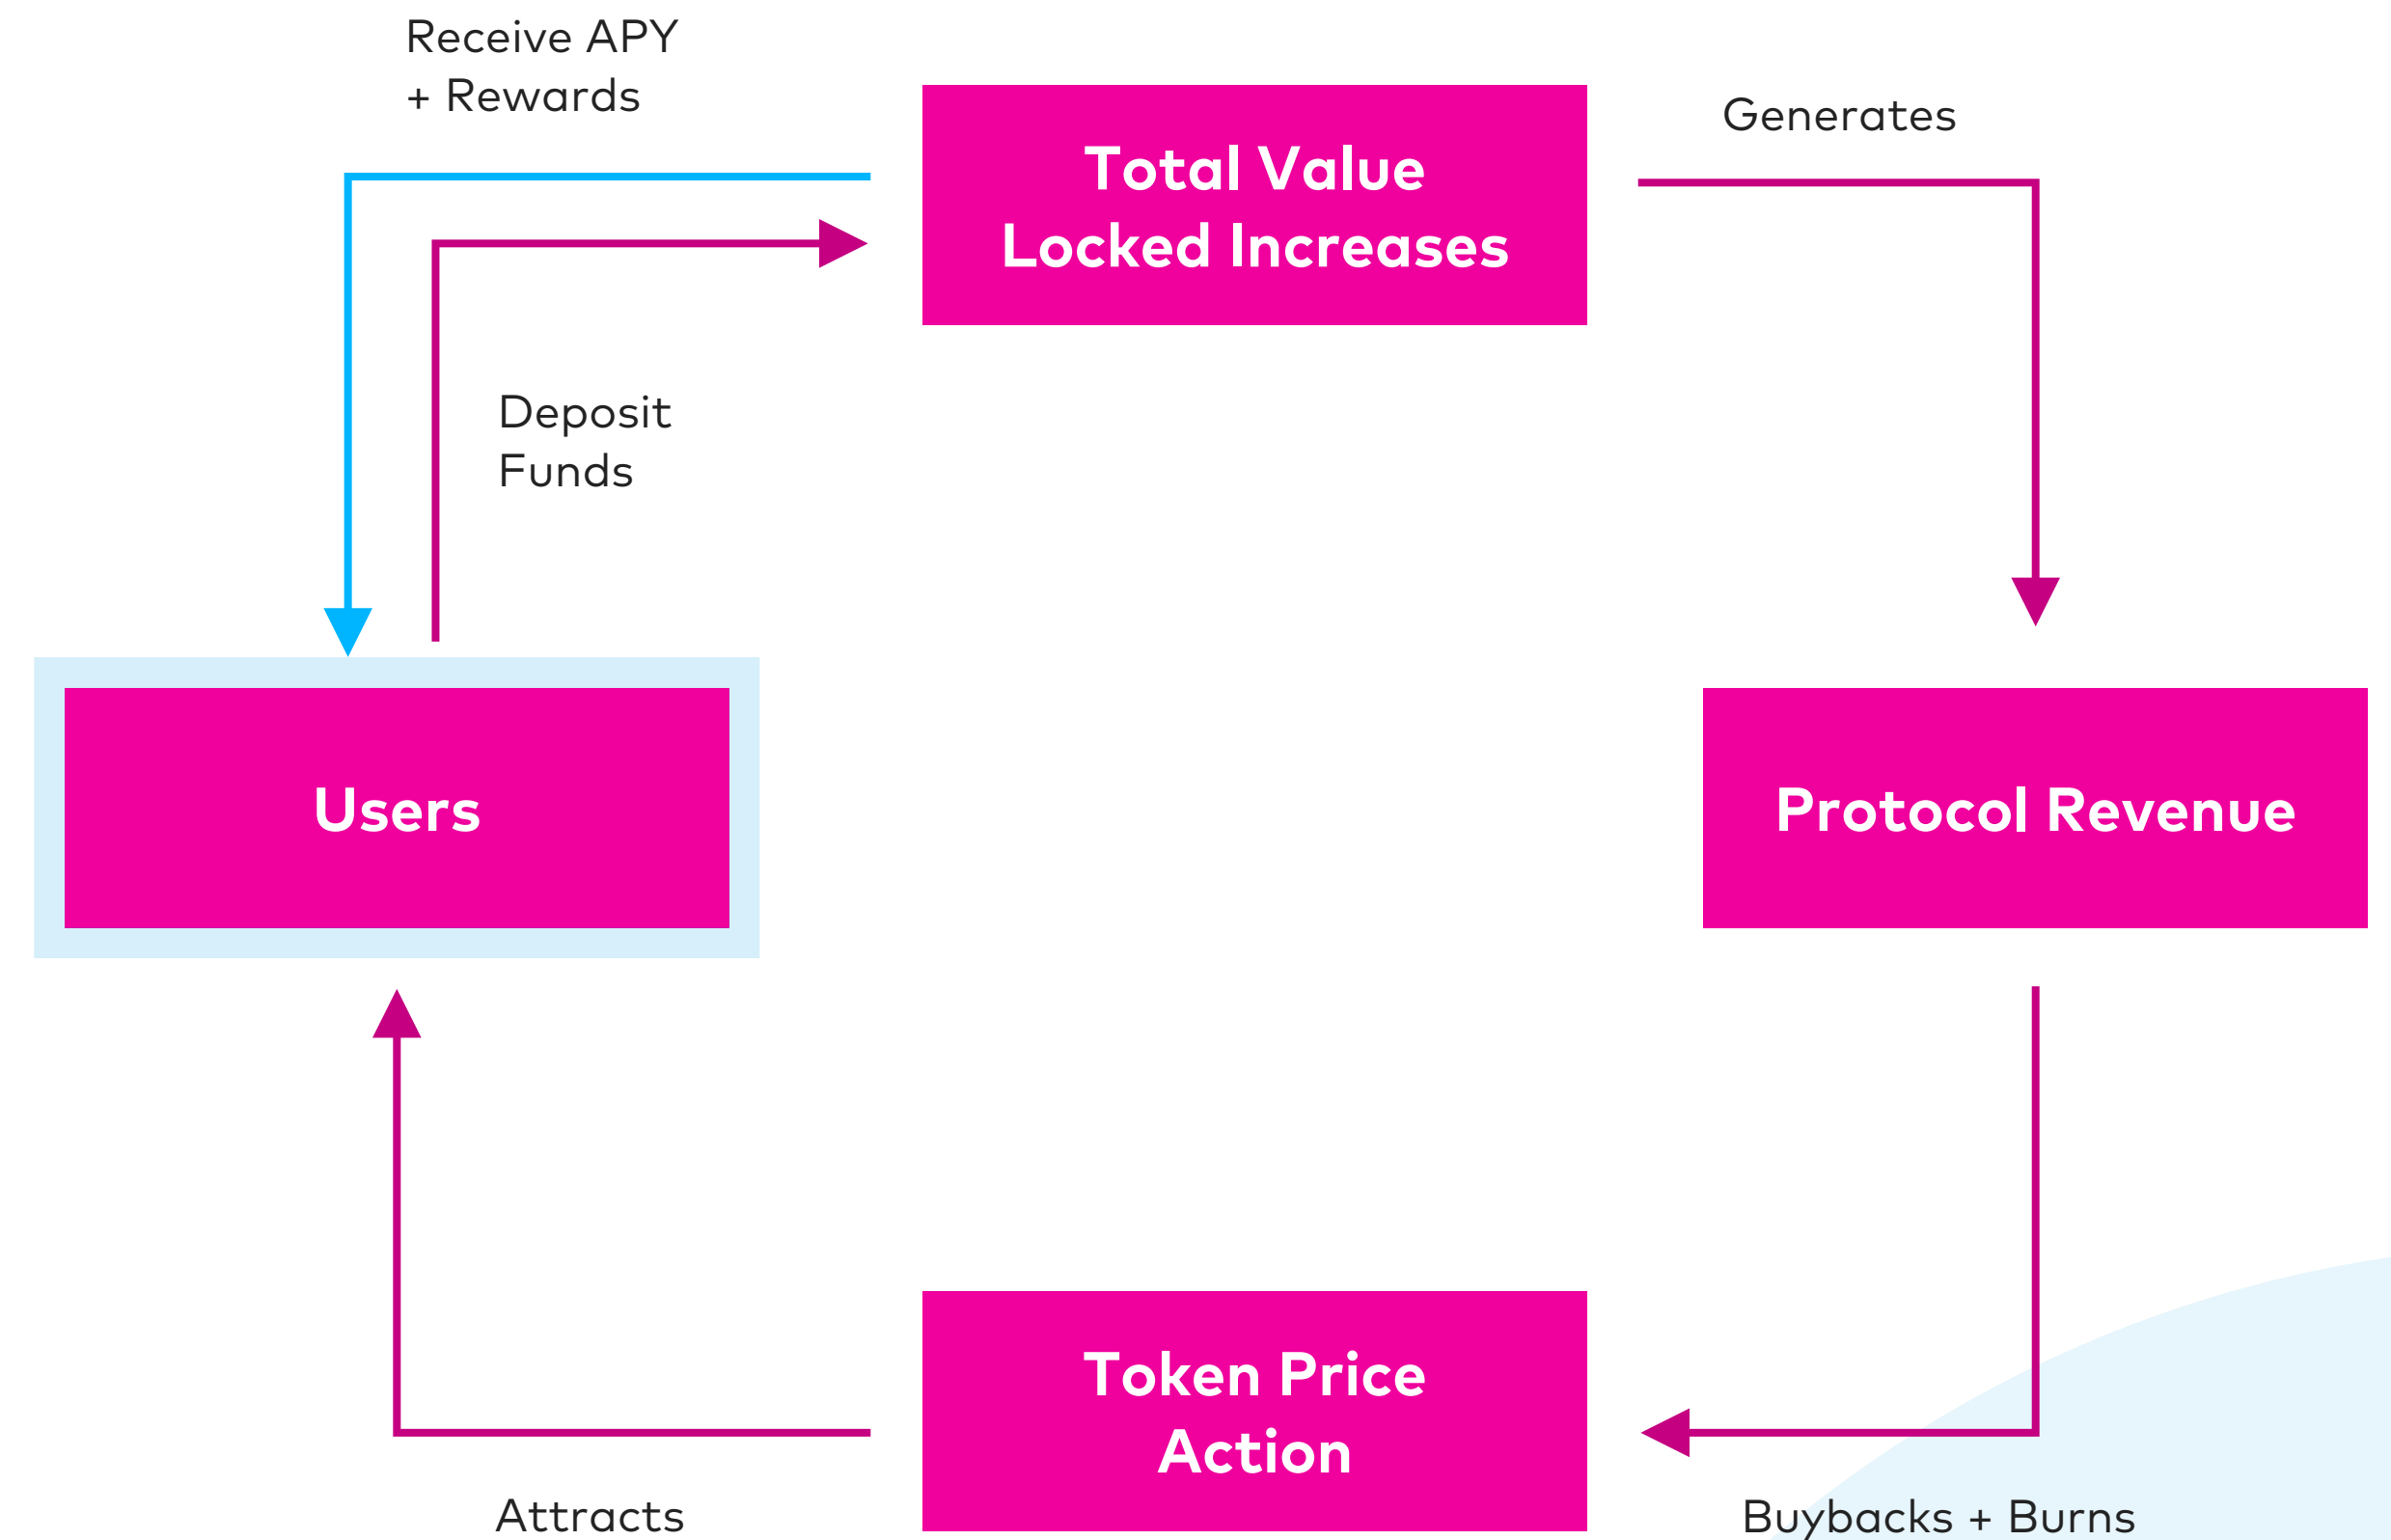 Receive APY
+ Rewards
Total Value
Locked Increases
Generates
Deposit
Funds
Users
Protocol Revenue
Token Price
Action
Attracts
Buybacks + Burns